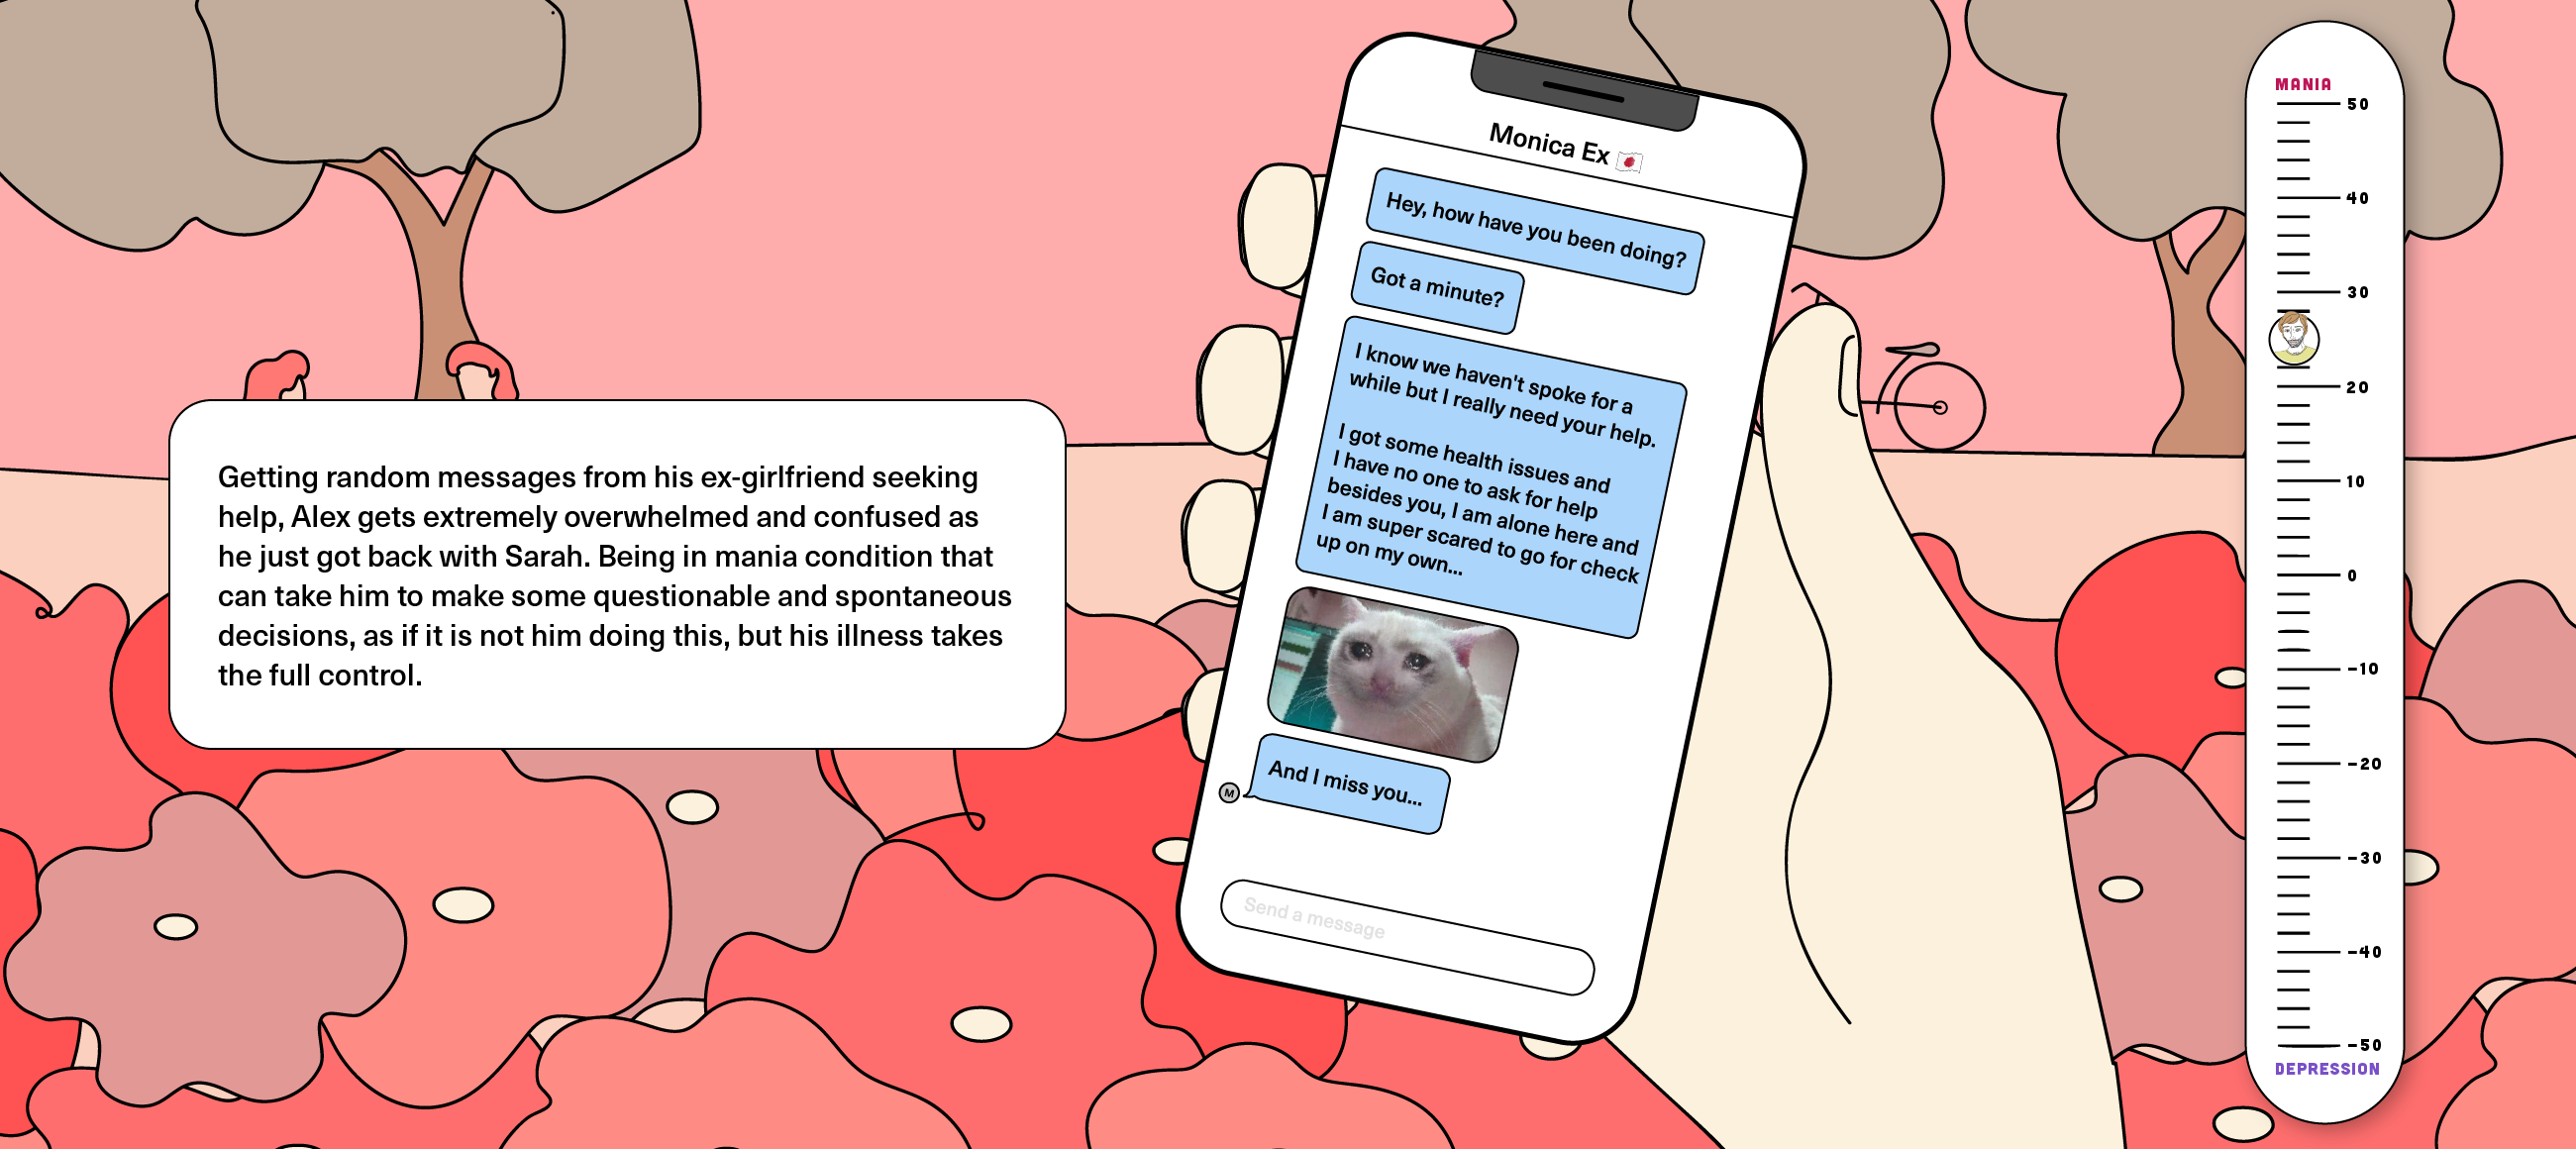 Getting random messages from his ex-girlfriend seeking
help, Alex gets extremely overwhelmed and confused as
he just got back with Sarah. Being in mania condition that
can take him to make some questionable and spontaneous
decisions, as if it is not him doing this, but his illness takes
the full control.
Monica Ex
Hey, how have you been doing?
Got a minute?
I know we haven't spoke for a
while but I really need your help.
I got some health issues and
I have no one to ask for help
besides you, I am alone here and
I am super scared to go for check
up on my own...
And I miss you...
M
Send a message
MANIA
50
40
30
20
10
0
-10
-20
-30
-40
-50
DEPRESSION